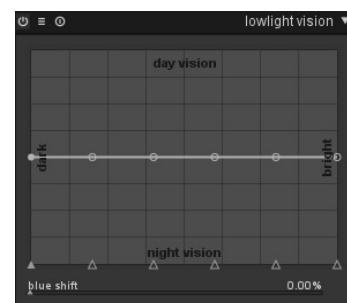 lowlight vision
day vision
dark
bright
night vision
blue shift 0.00%